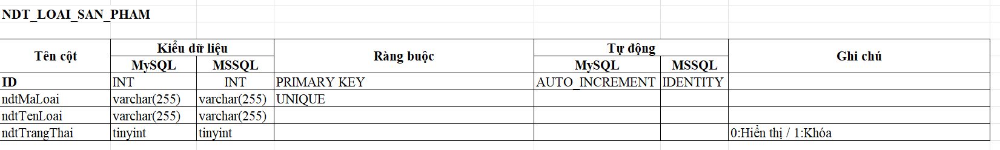 NDT_LOAI_SAN_PHAM
Tên cột Kiểu dữ liệu Ràng buộc Tự động Ghi chú
MySQL MSSQL MySQL MSSQL
ID INT INT PRIMARY KEY AUTO_INCREMENT IDENTITY
ndtMaLoai varchar(255) varchar(255) UNIQUE
ndtTenLoai varchar(255) varchar(255)
ndtTrangThai tinyint tinyint 0:Hiển thị / 1:Khóa